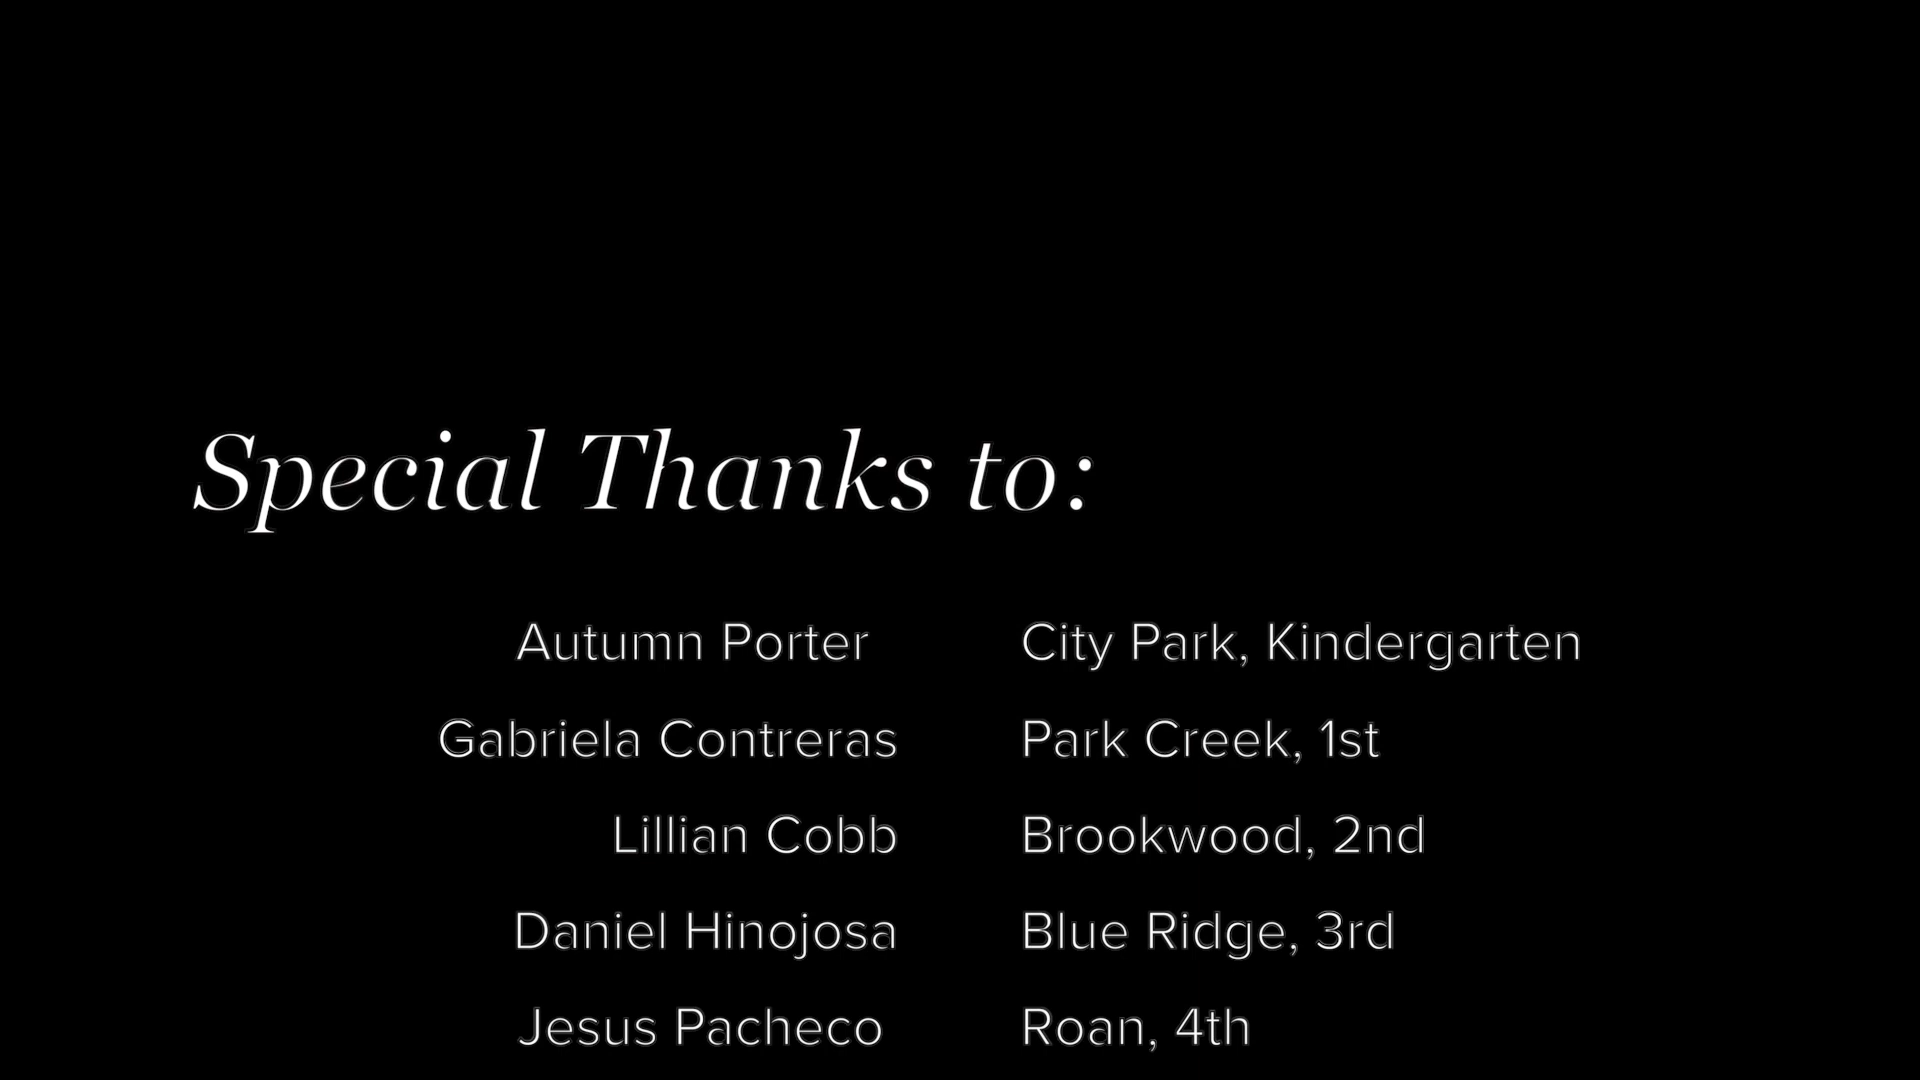 Special Thanks to:
Autumn Porter City Park, Kindergarten
Gabriela Contreras Park Creek, 1st
Lillian Cobb Brookwood, 2nd
Daniel Hinojosa Blue Ridge, 3rd
Jesus Pacheco Roan, 4th